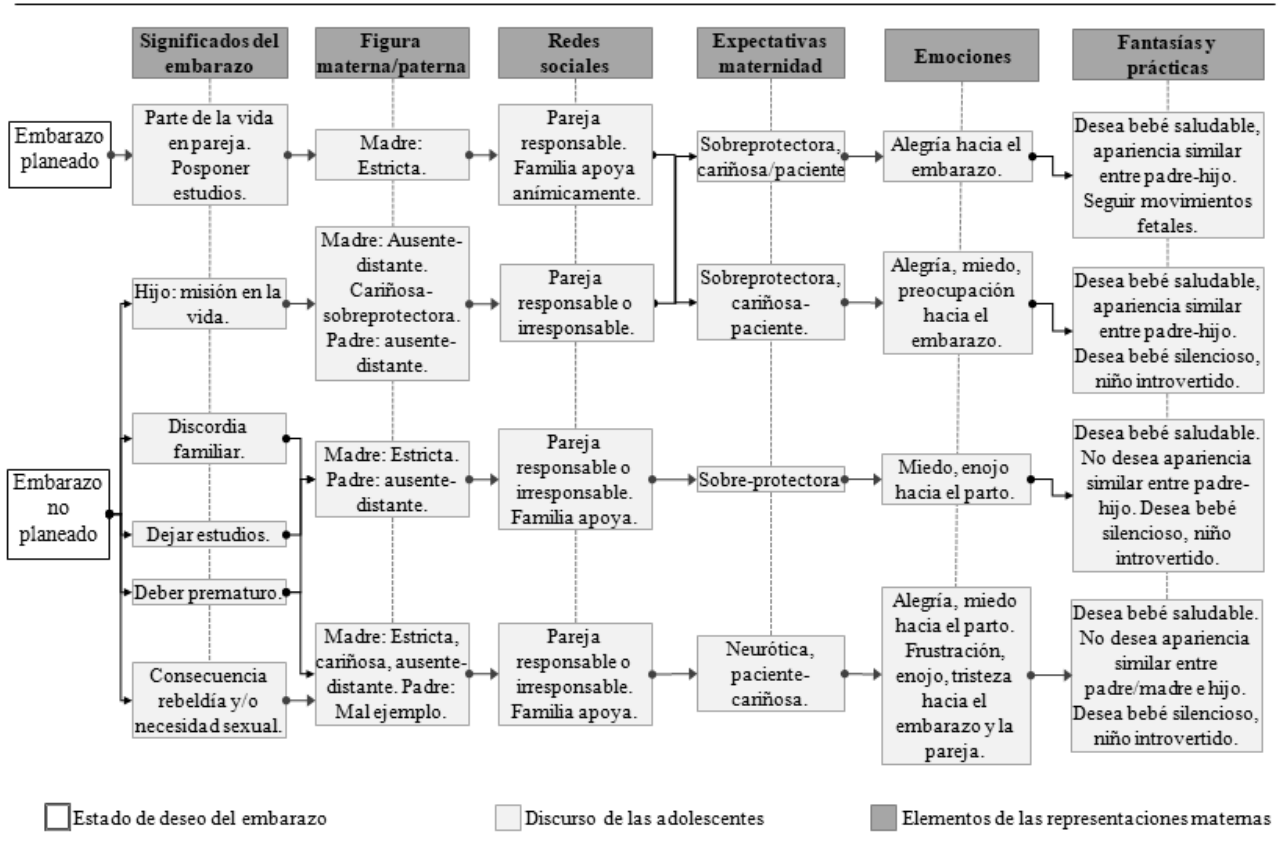 Significados del
embarazo
Figura
materna/paterna
Redes
sociales
Expectativas
maternidad
Emociones
Fantasías y
prácticas
Embarazo
planeado
Parte de la vida
en pareja.
Posponer
estudios.
Madre:
Estricta.
Pareja
responsable.
Familia apoya
anímicamente.
Sobreprotectora,
cariñosa/paciente
Alegría hacia el
embarazo.
Desea bebé saludable,
apariencia similar
entre padre-hijo.
Seguir movimientos
fetales.
Hijo: misión en la
vida.
Madre: Ausente-
distante.
Cariñosa-
sobreprotectora.
Padre: ausente-
distante.
Pareja
responsable o
irresponsable.
Sobreprotectora,
cariñosa-
paciente.
Alegría, miedo,
preocupación
hacia el
embarazo.
Desea bebé saludable,
apariencia similar
entre padre-hijo.
Desea bebé silencioso,
niño introvertido.
Embarazo
no
planeado
Discordia
familiar.
Dejar estudios.
Deber prematuro.
Madre: Estricta.
Padre: ausente-
distante.
Pareja
responsable o
irresponsable.
Familia apoya.
Sobre-protectora
Miedo, enojo
hacia el parto.
Desea bebé saludable.
No desea apariencia
similar entre padre-
hijo. Desea bebé
silencioso, niño
introvertido.
Consecuencia
rebeldía y/o
necesidad sexual.
Madre: Estricta,
cariñosa, ausente-
distante. Padre:
Mal ejemplo.
Pareja
responsable o
irresponsable.
Familia apoya.
Neurótica,
paciente-
cariñosa.
Alegría, miedo
hacia el parto.
Frustración,
enojo, tristeza
hacia el
embarazo y la
pareja.
Desea bebé saludable.
No desea apariencia
similar entre
padre/madre e hijo.
Desea bebé silencioso,
niño introvertido.
Estado de deseo del embarazo
Discurso de las adolescentes
Elementos de las representaciones maternas